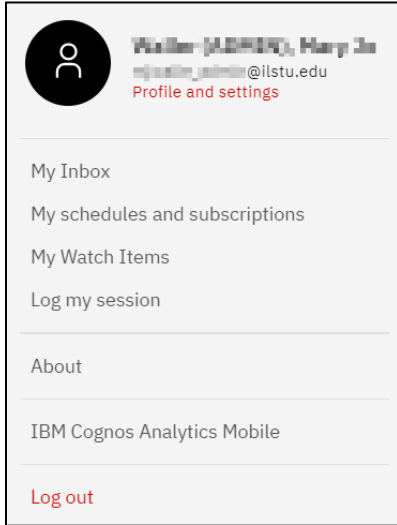 @ilstu.edu
Profile and settings
My Inbox
My schedules and subscriptions
My Watch Items
Log my session
About
IBM Cognos Analytics Mobile
Log out